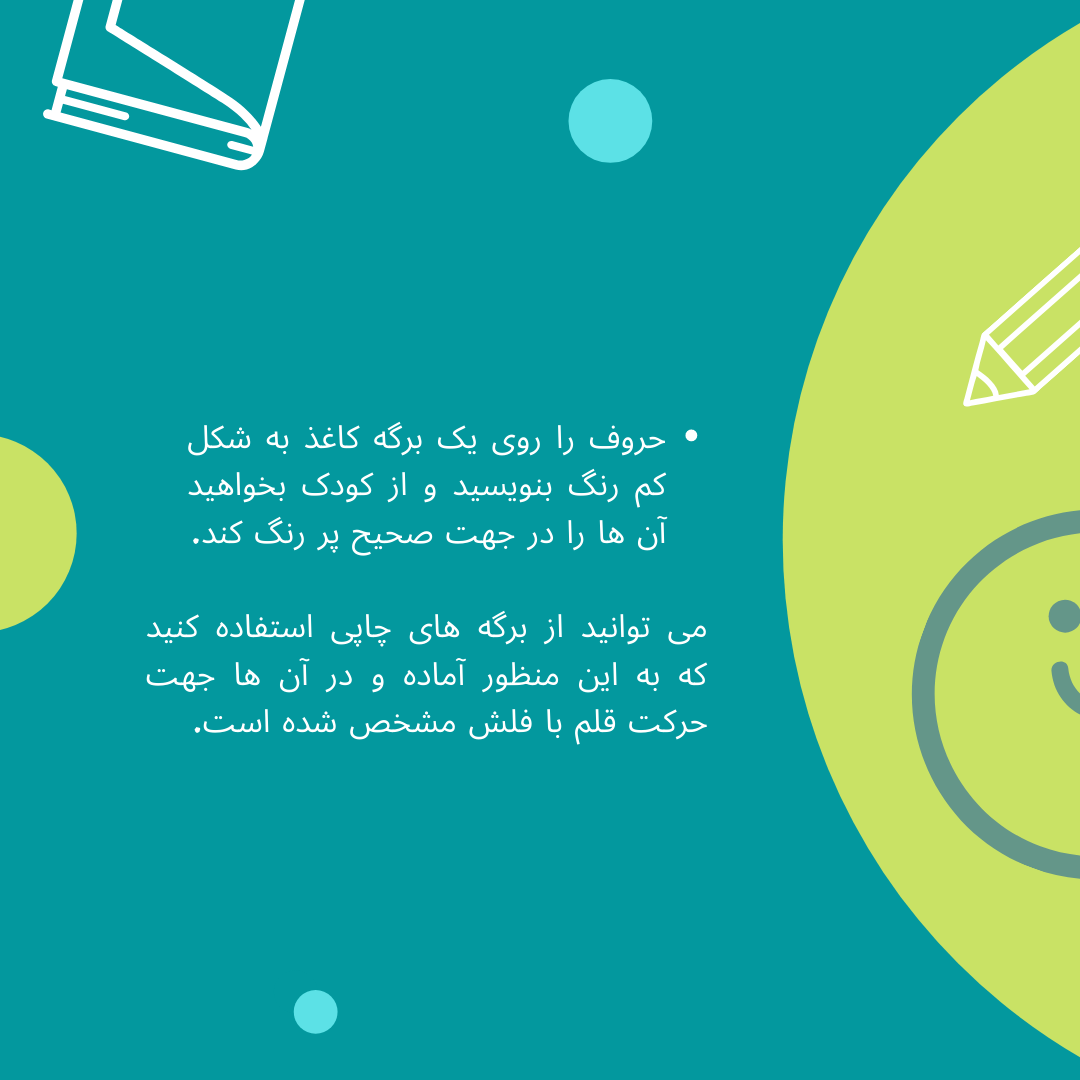 • حروف را روی یک برگه کاغذ به شکل
کم رنگ بنویسید و از کودک بخواهید
آن ها را در جهت صحیح پر رنگ کند.
می توانید از برگه های چاپی استفاده کنید
که به این منظور آماده و در آن ها جهت
حرکت قلم با فلش مشخص شده است.